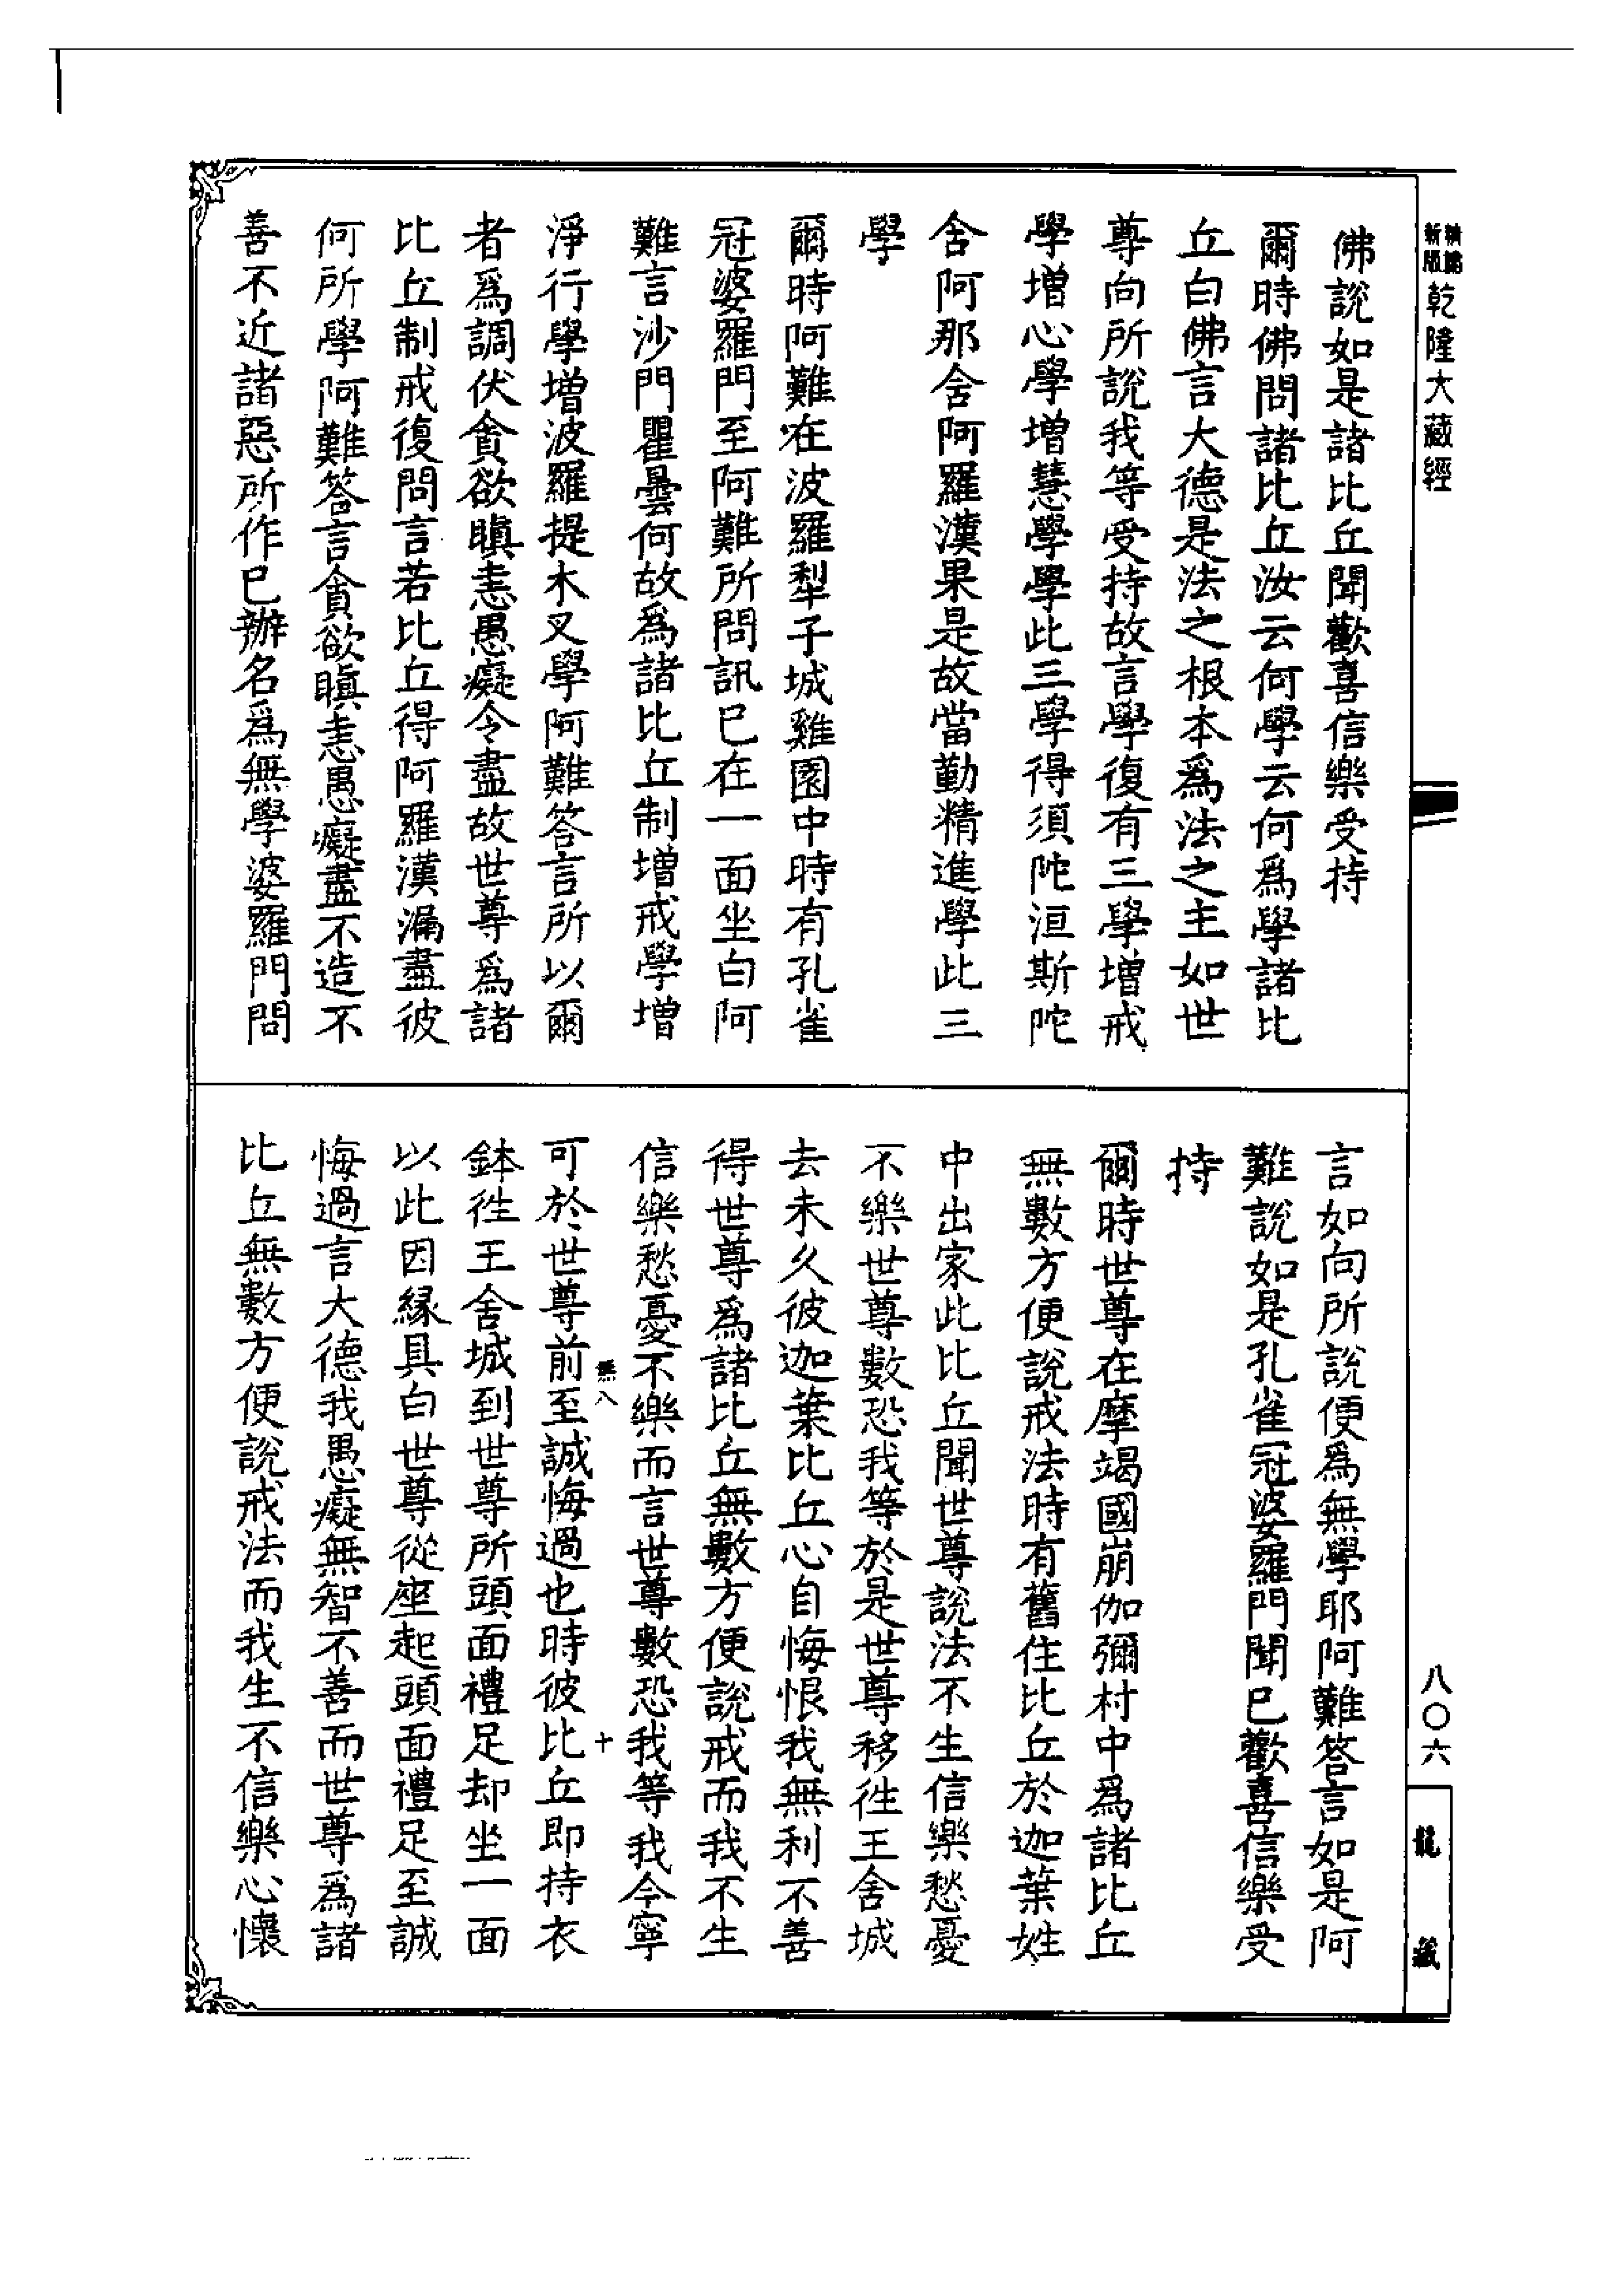 精編
新版
乾隆大藏經
佛說如是諸比丘聞歡喜信樂受持
爾時佛問諸比丘汝云何學云何爲學諸比
丘白佛言大德是法之根本爲法之主如世
尊向所說我等受持故言學復有三學增戒
學增心學增慧學學此三學得須陀洹斯陀
含阿那含阿羅漢果是故當勤精進學此三
學
爾時阿難在波羅犁子城雞園中時有孔雀
冠婆羅門至阿難所問訊已在一面坐白阿
難言沙門瞿曇何故爲諸比丘制增戒學增
淨行學增波羅提木叉學阿難答言所以爾
者爲調伏貪欲瞋恚愚癡令盡故世尊爲諸
比丘制戒復問言若比丘得阿羅漢漏盡彼
何所學阿難答言貪欲瞋恚愚癡盡不造不
善不近諸惡所作已辦名爲無學婆羅門問
言如向所說便爲無學耶阿難答言如是阿
難說如是孔雀冠婆羅門聞已歡喜信樂受
持
爾時世尊在摩竭國崩伽彌村中爲諸比丘
無數方便說戒法時有舊住比丘於迦葉姓
中出家此比丘聞世尊說法不生信樂愁憂
不樂世尊數恐我等於是世尊移徃王舍城
去未久彼迦葉比丘心自悔恨我無利不善
得世尊爲諸比丘無數方便說戒而我不生
信樂愁憂不樂而言世尊數恐我等我今寧
無八
十
可於世尊前至誠悔過也時彼比丘即持衣
鉢徃王舍城到世尊所頭面禮足却坐一面
以此因緣具白世尊從座起頭面禮足至誠
悔過言大德我愚癡無智不善而世尊爲諸
比丘無數方便說戒法而我生不信樂心懷
八〇六
龍藏